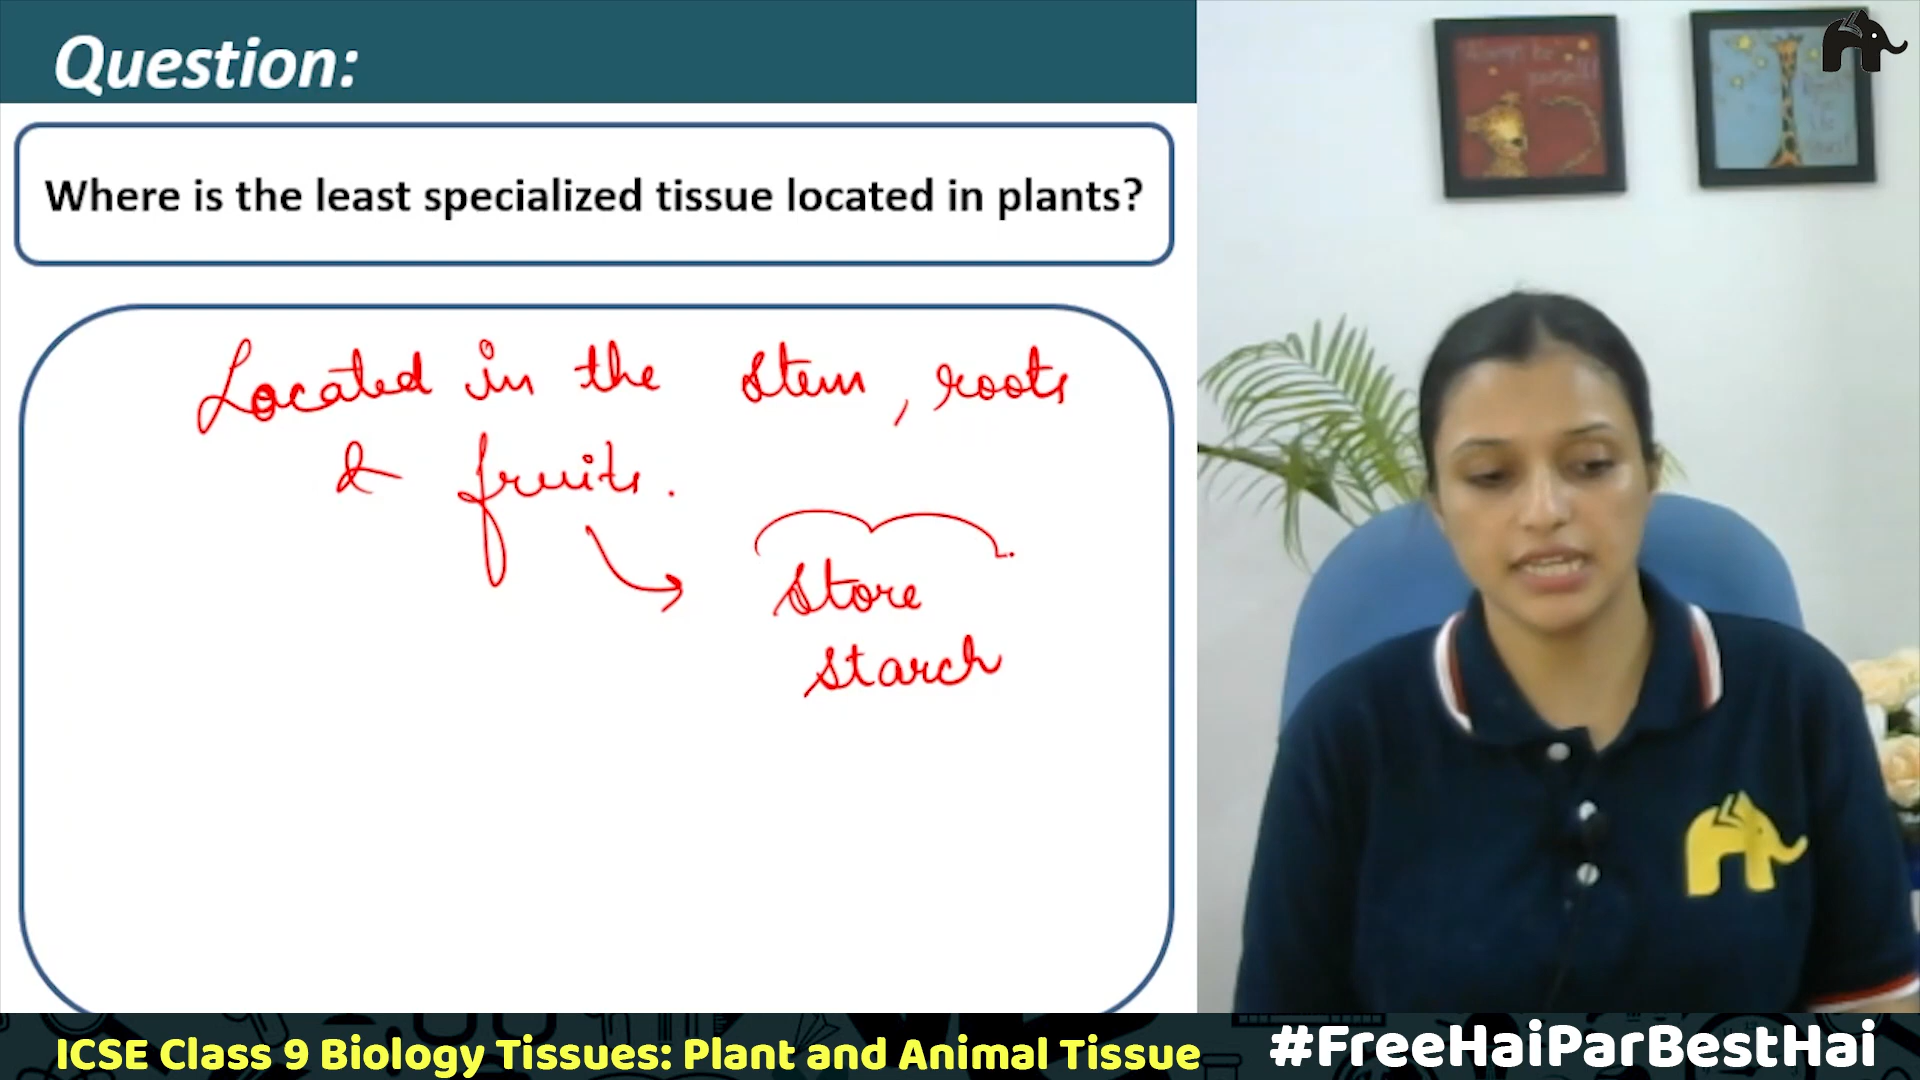 Question:
Where is the least specialized tissue located in plants?
Located in the stem, roots
& fruits.
store
starch
ICSE Class 9 Biology Tissues: Plant and Animal Tissue
#FreeHaiParBestHai